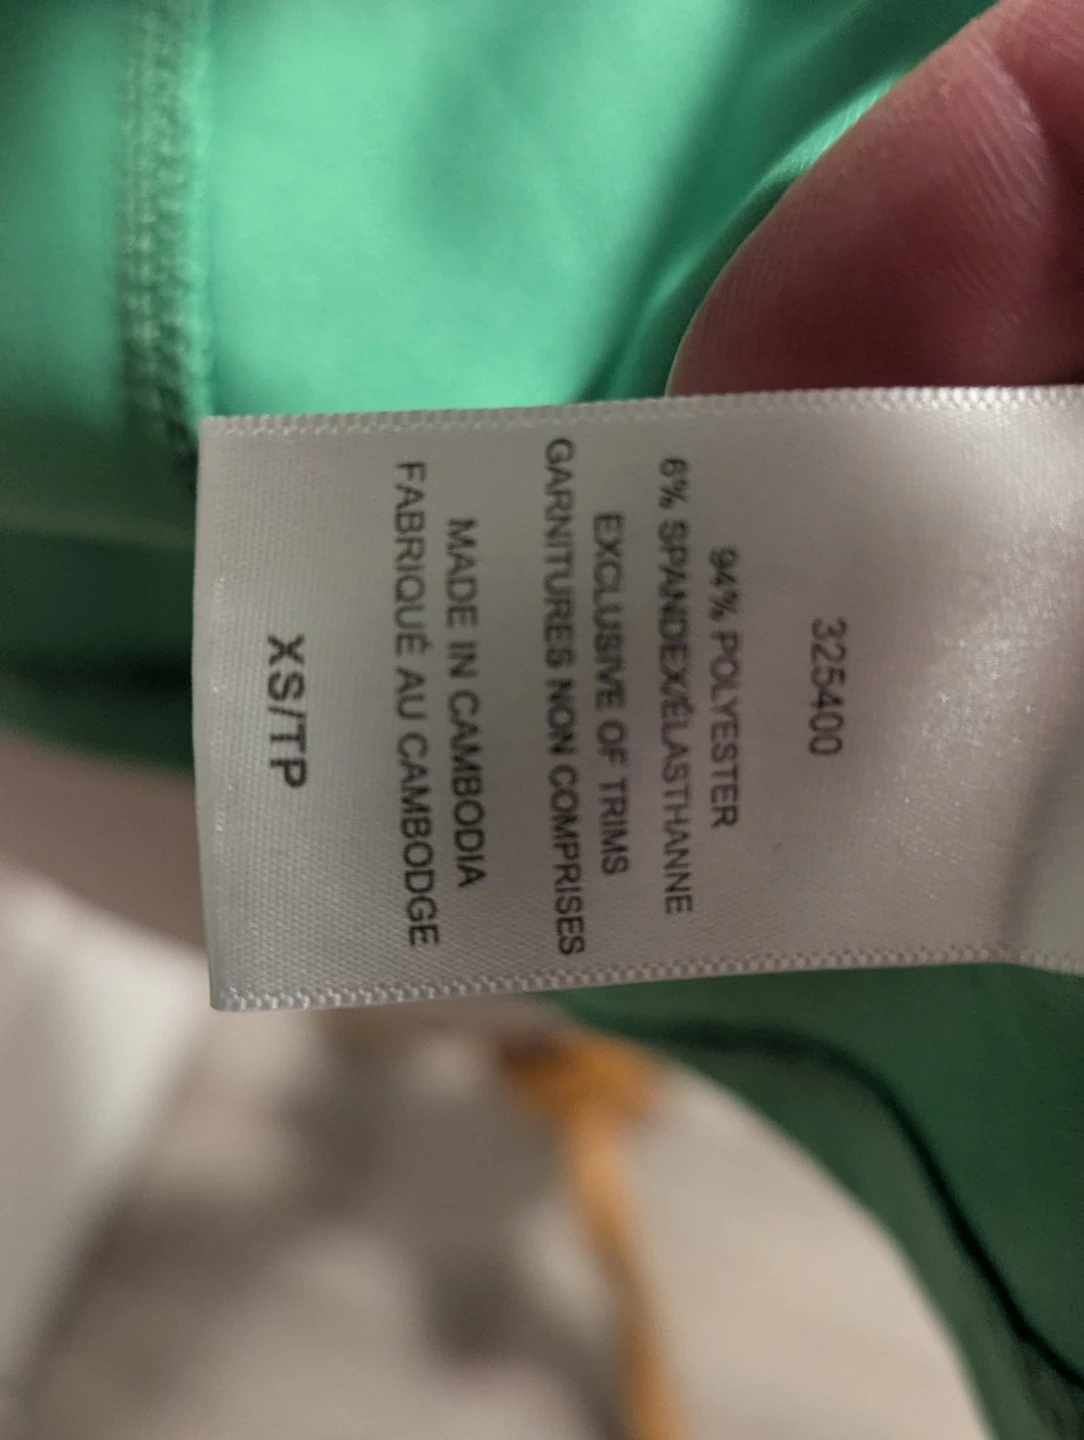 325400
94% POLYESTER
6% SPANDEX/ÉLASTHANNE
EXCLUSIVE OF TRIMS
GARNITURES NON COMPRISES
MADE IN CAMBODIA
FABRIQUÉ AU CAMBODGE
XS/TP